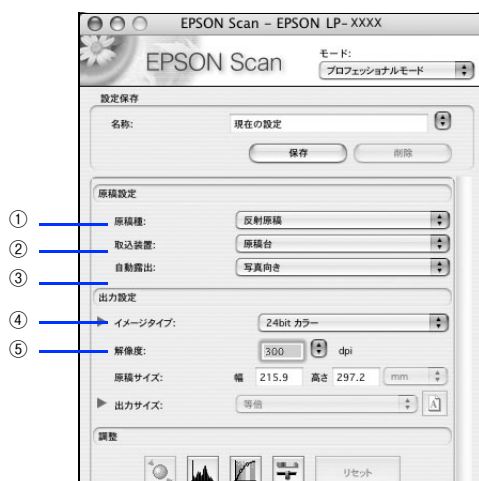 EPSON Scan - EPSON LP-XXXX
EPSON Scan
モード:
プロフェッショナルモード
設定保存
名称: 現在の設定
保存 削除
原稿設定
① 原稿種: 反射原稿
② 取込装置: 原稿台
③ 自動露出: 写真向き
出力設定
④ イメージタイプ: 24bit カラー
⑤ 解像度: 300 dpi
原稿サイズ: 幅 215.9 高さ 297.2 mm
出力サイズ: 等倍 A
調整
リセット